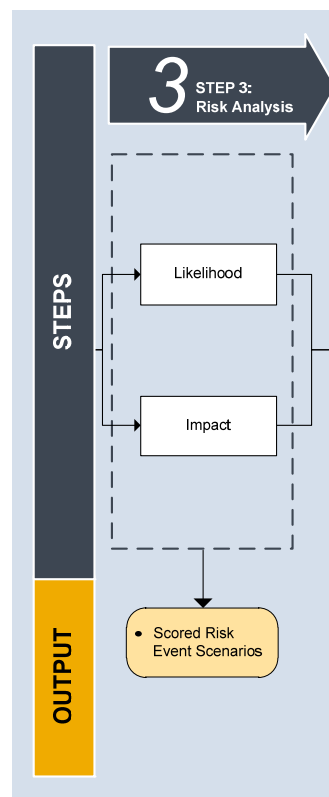 3
STEP 3:
Risk Analysis
STEPS
Likelihood
Impact
OUTPUT
• Scored Risk
Event Scenarios